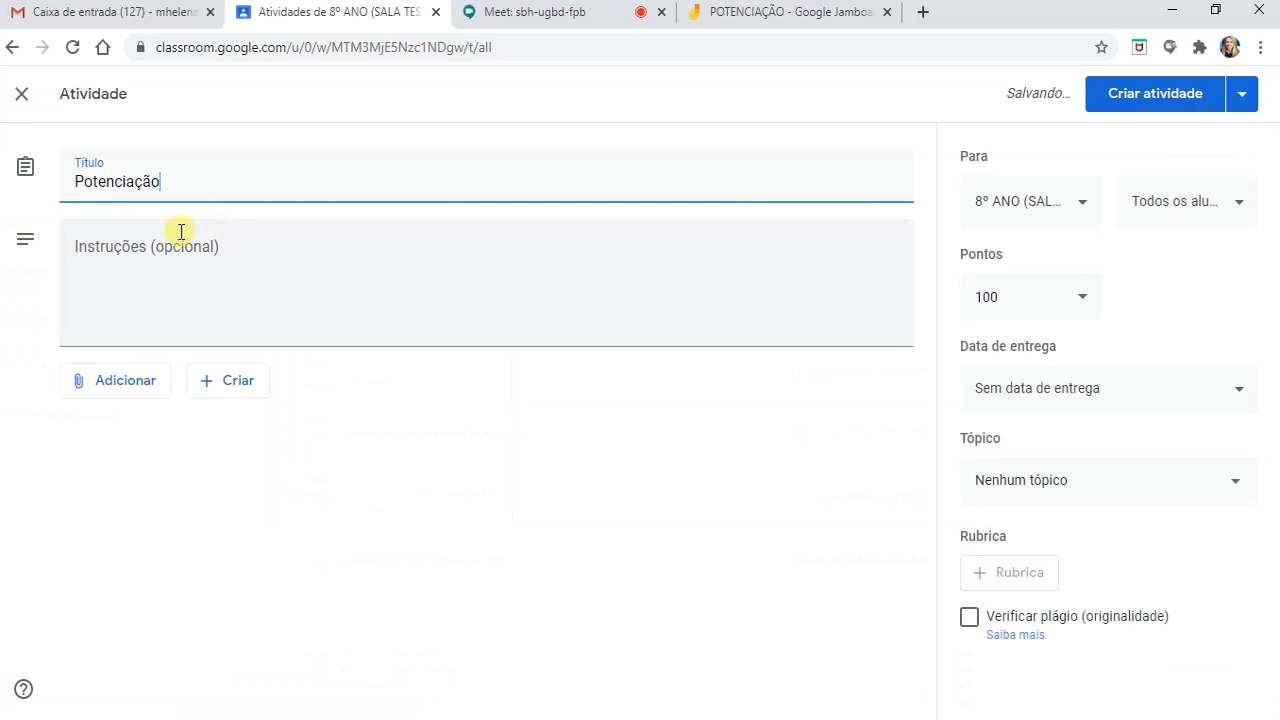 Caixa de entrada (127) - mhelena
Atividades de 8º ANO (SALA TES
Meet: sbh-ugbd-fpb
POTENCIAÇÃO - Google Jamboa
classroom.google.com/u/0/w/MTM3MjE5Nzc1NDgw/t/all
Atividade
Salvando...
Criar atividade
Título
Potenciação
Instruções (opcional)
Adicionar
Criar
Para
8º ANO (SAL...
Todos os alu...
Pontos
100
Data de entrega
Sem data de entrega
Tópico
Nenhum tópico
Rubrica
Rubrica
Verificar plágio (originalidade)
Saiba mais